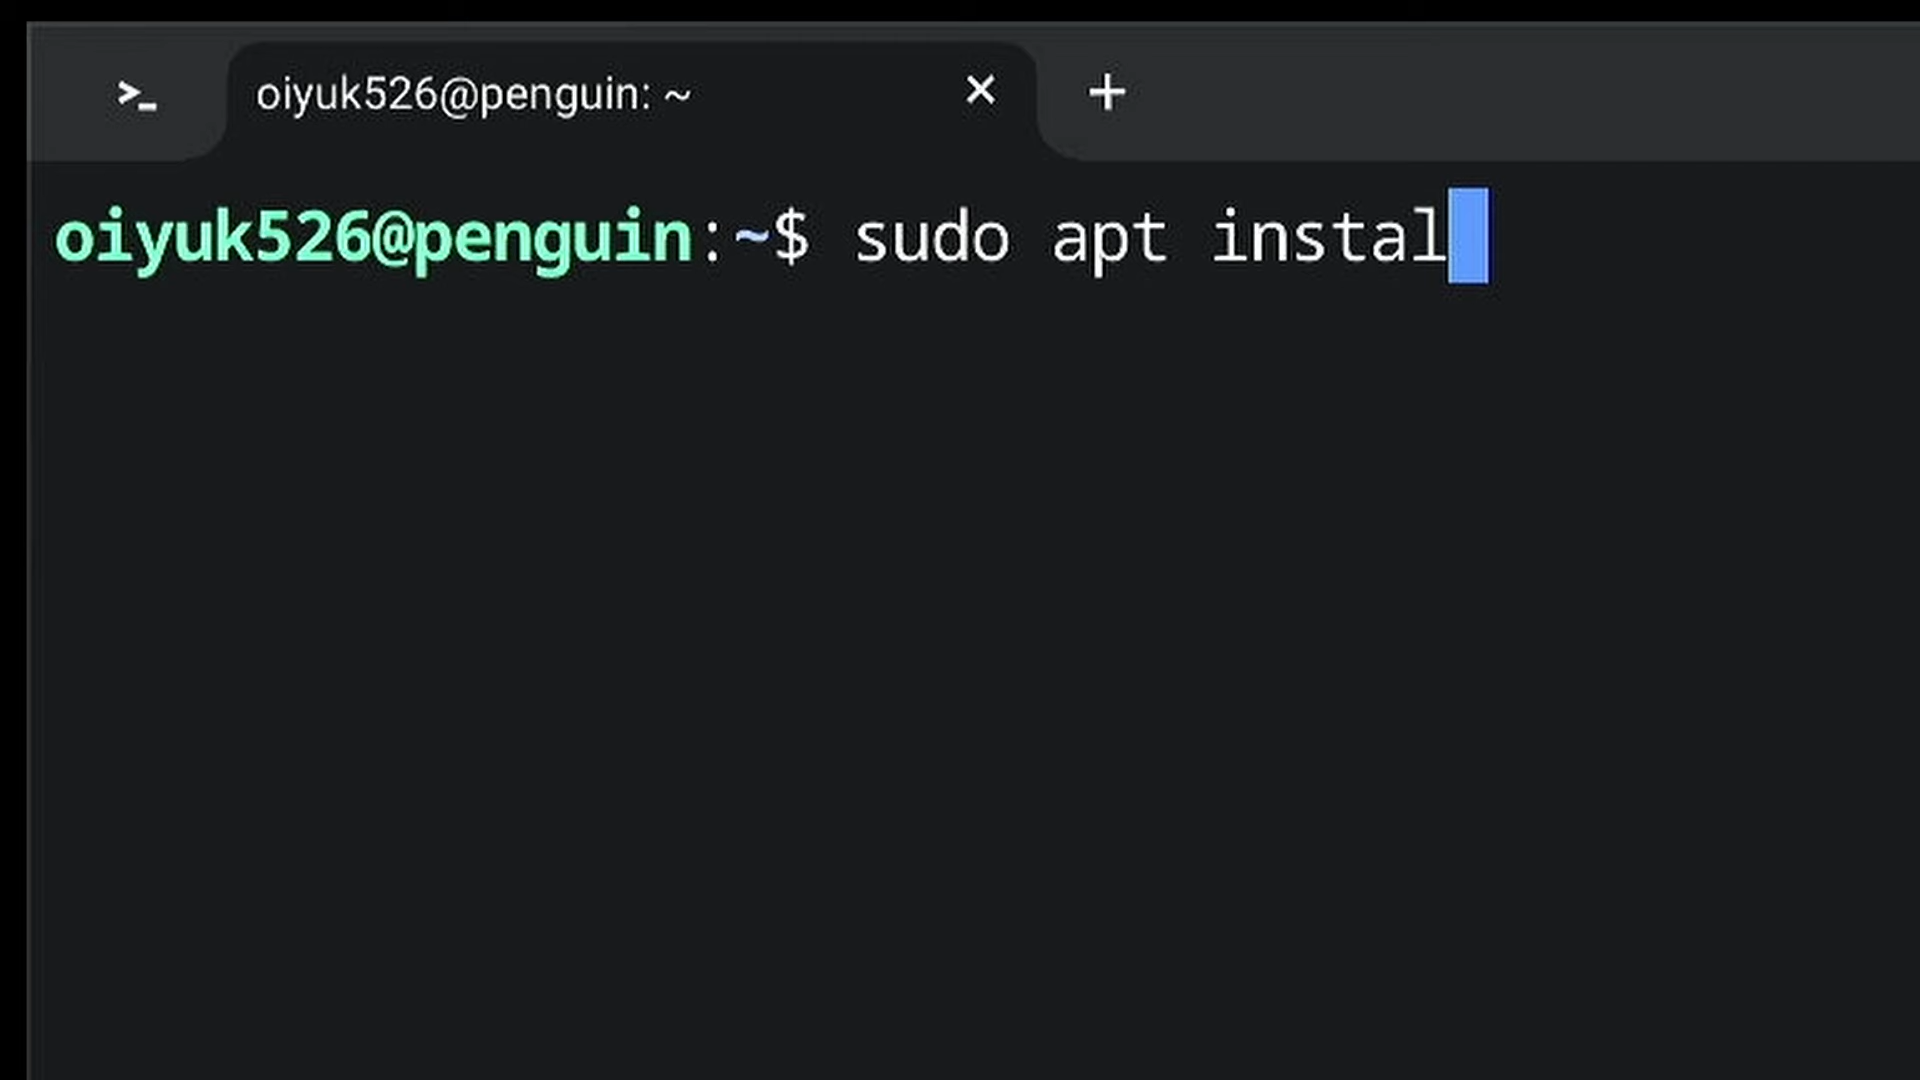 >_ oiyuk526@penguin: ~ × +
oiyuk526@penguin:~$ sudo apt instal